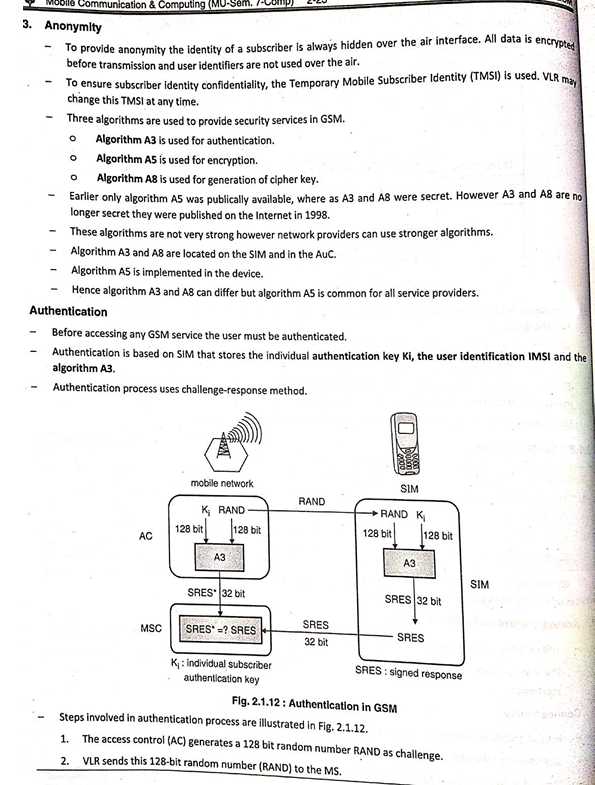 Mobile Communication & Computing (MU-Sem. 7-Comp) 2-25
3. Anonymity
– To provide anonymity the identity of a subscriber is always hidden over the air interface. All data is encrypted
before transmission and user identifiers are not used over the air.
– To ensure subscriber identity confidentiality, the Temporary Mobile Subscriber Identity (TMSI) is used. VLR may
change this TMSI at any time.
– Three algorithms are used to provide security services in GSM.
o Algorithm A3 is used for authentication.
o Algorithm A5 is used for encryption.
o Algorithm A8 is used for generation of cipher key.
– Earlier only algorithm A5 was publically available, where as A3 and A8 were secret. However A3 and A8 are no
longer secret they were published on the Internet in 1998.
– These algorithms are not very strong however network providers can use stronger algorithms.
– Algorithm A3 and A8 are located on the SIM and in the AuC.
– Algorithm A5 is implemented in the device.
– Hence algorithm A3 and A8 can differ but algorithm A5 is common for all service providers.
Authentication
– Before accessing any GSM service the user must be authenticated.
– Authentication is based on SIM that stores the individual authentication key Ki, the user identification IMSI and the
algorithm A3.
– Authentication process uses challenge-response method.
mobile network
SIM
RAND
Ki RAND
RAND Ki
128 bit 128 bit
128 bit 128 bit
AC
A3
A3
SIM
SRES* 32 bit
SRES 32 bit
MSC
SRES* =? SRES
SRES
32 bit
SRES
Ki : individual subscriber
authentication key
SRES : signed response
Fig. 2.1.12 : Authentication in GSM
– Steps involved in authentication process are illustrated in Fig. 2.1.12.
1. The access control (AC) generates a 128 bit random number RAND as challenge.
2. VLR sends this 128-bit random number (RAND) to the MS.